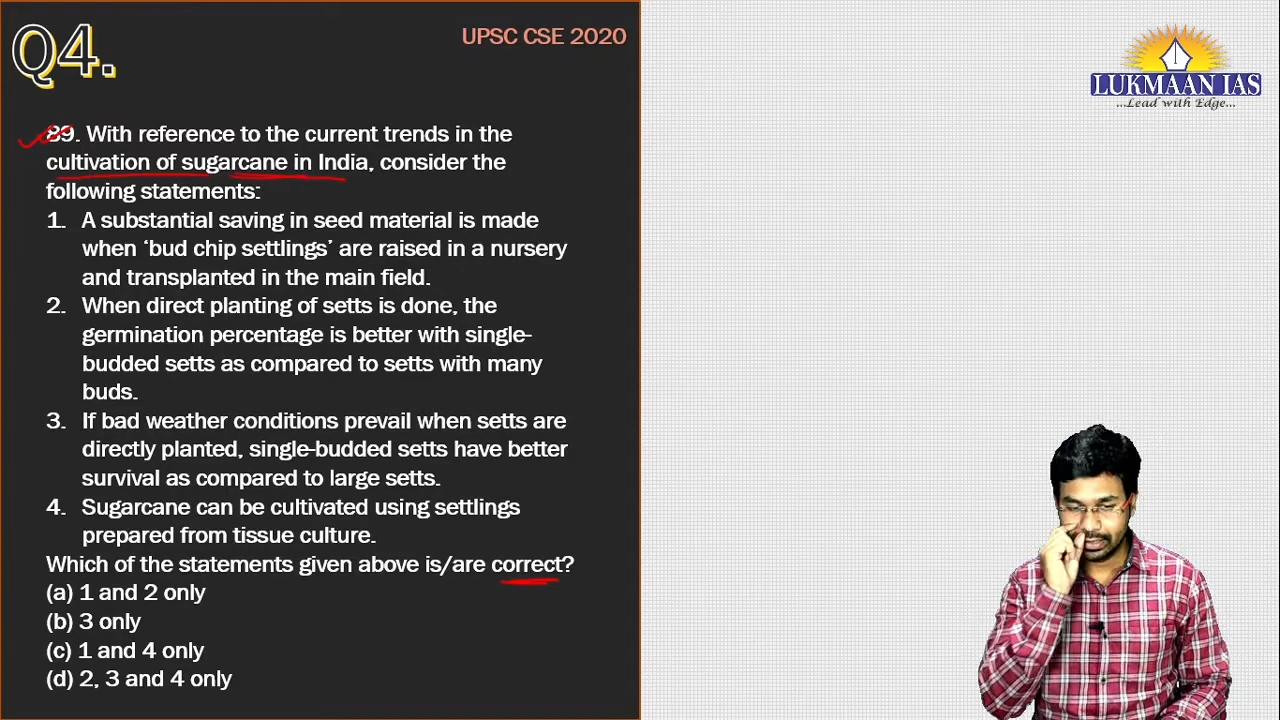 Q4.
UPSC CSE 2020
LUKMAAN IAS
...Lead with Edge...
89. With reference to the current trends in the
cultivation of sugarcane in India, consider the
following statements:
1. A substantial saving in seed material is made
when ‘bud chip settlings’ are raised in a nursery
and transplanted in the main field.
2. When direct planting of setts is done, the
germination percentage is better with single-
budded setts as compared to setts with many
buds.
3. If bad weather conditions prevail when setts are
directly planted, single-budded setts have better
survival as compared to large setts.
4. Sugarcane can be cultivated using settlings
prepared from tissue culture.
Which of the statements given above is/are correct?
(a) 1 and 2 only
(b) 3 only
(c) 1 and 4 only
(d) 2, 3 and 4 only